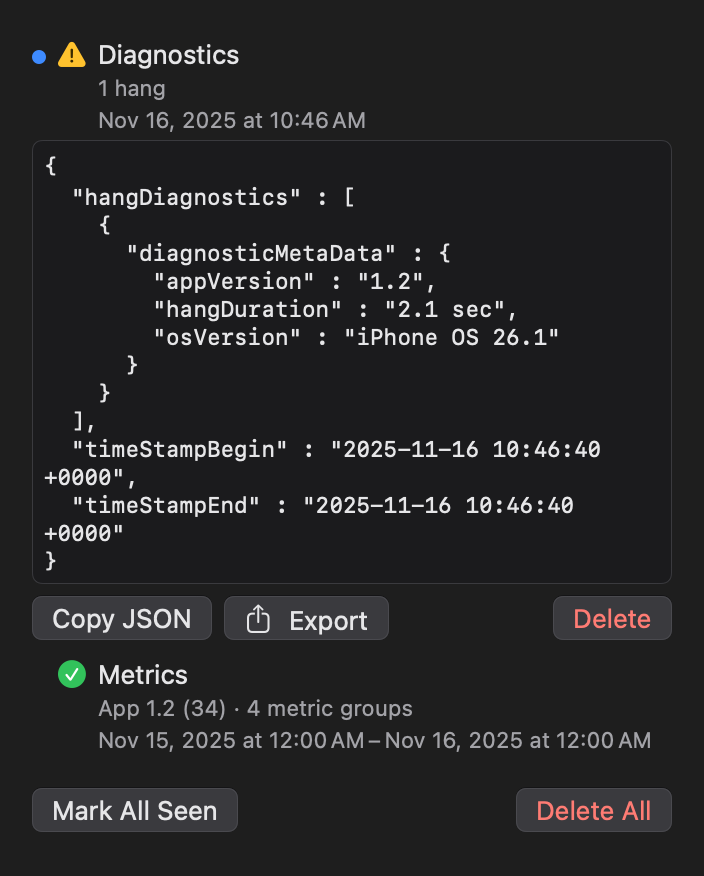 Diagnostics
1 hang
Nov 16, 2025 at 10:46 AM
{
  "hangDiagnostics" : [
    {
      "diagnosticMetaData" : {
        "appVersion" : "1.2",
        "hangDuration" : "2.1 sec",
        "osVersion" : "iPhone OS 26.1"
      }
    }
  ],
  "timeStampBegin" : "2025-11-16 10:46:40
+0000",
  "timeStampEnd" : "2025-11-16 10:46:40
+0000"
}
Copy JSON Export Delete
Metrics
App 1.2 (34) · 4 metric groups
Nov 15, 2025 at 12:00 AM – Nov 16, 2025 at 12:00 AM
Mark All Seen Delete All